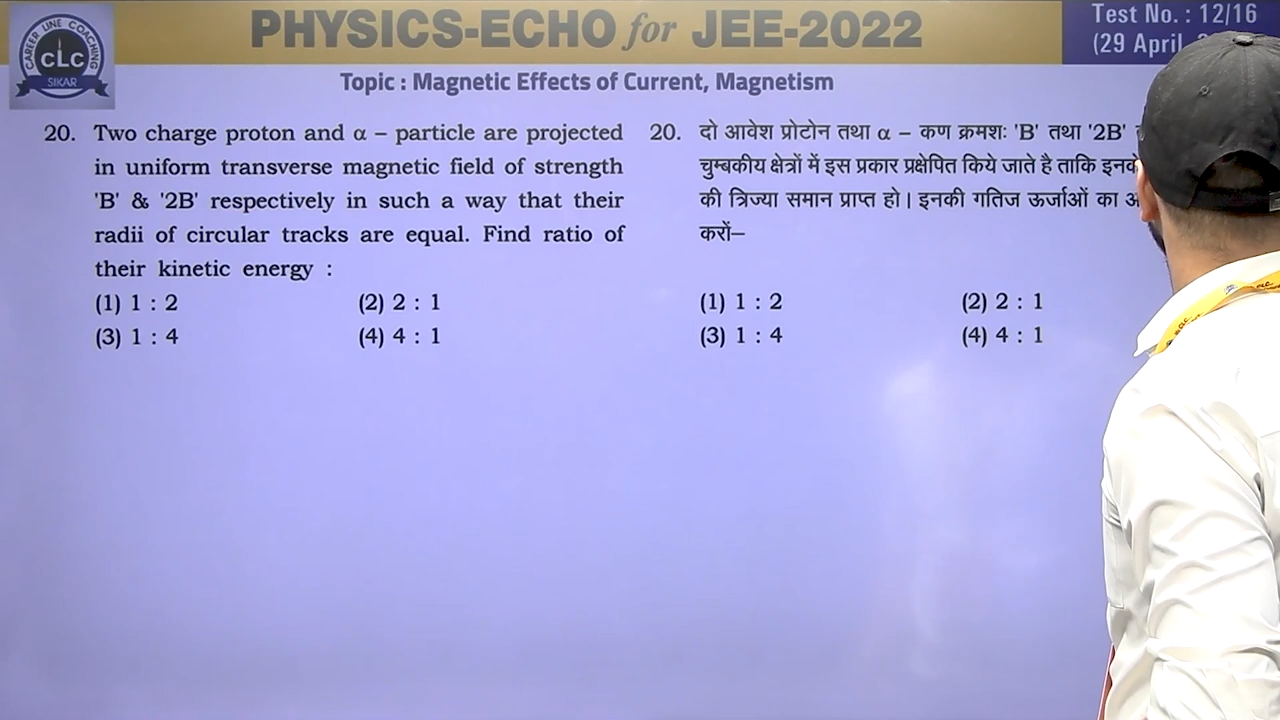 PHYSICS-ECHO for JEE-2022
Test No. : 12/16
(29 April
CAREER LINE COACHING
CLC
SIKAR
Topic : Magnetic Effects of Current, Magnetism
20. Two charge proton and α – particle are projected
in uniform transverse magnetic field of strength
'B' & '2B' respectively in such a way that their
radii of circular tracks are equal. Find ratio of
their kinetic energy :
(1) 1 : 2 (2) 2 : 1
(3) 1 : 4 (4) 4 : 1
20. दो आवेश प्रोटोन तथा α – कण क्रमशः 'B' तथा '2B'
चुम्बकीय क्षेत्रों में इस प्रकार प्रक्षेपित किये जाते है ताकि
की त्रिज्या समान प्राप्त हो। इनकी गतिज ऊर्जाओं का
करों–
(1) 1 : 2 (2) 2 : 1
(3) 1 : 4 (4) 4 : 1